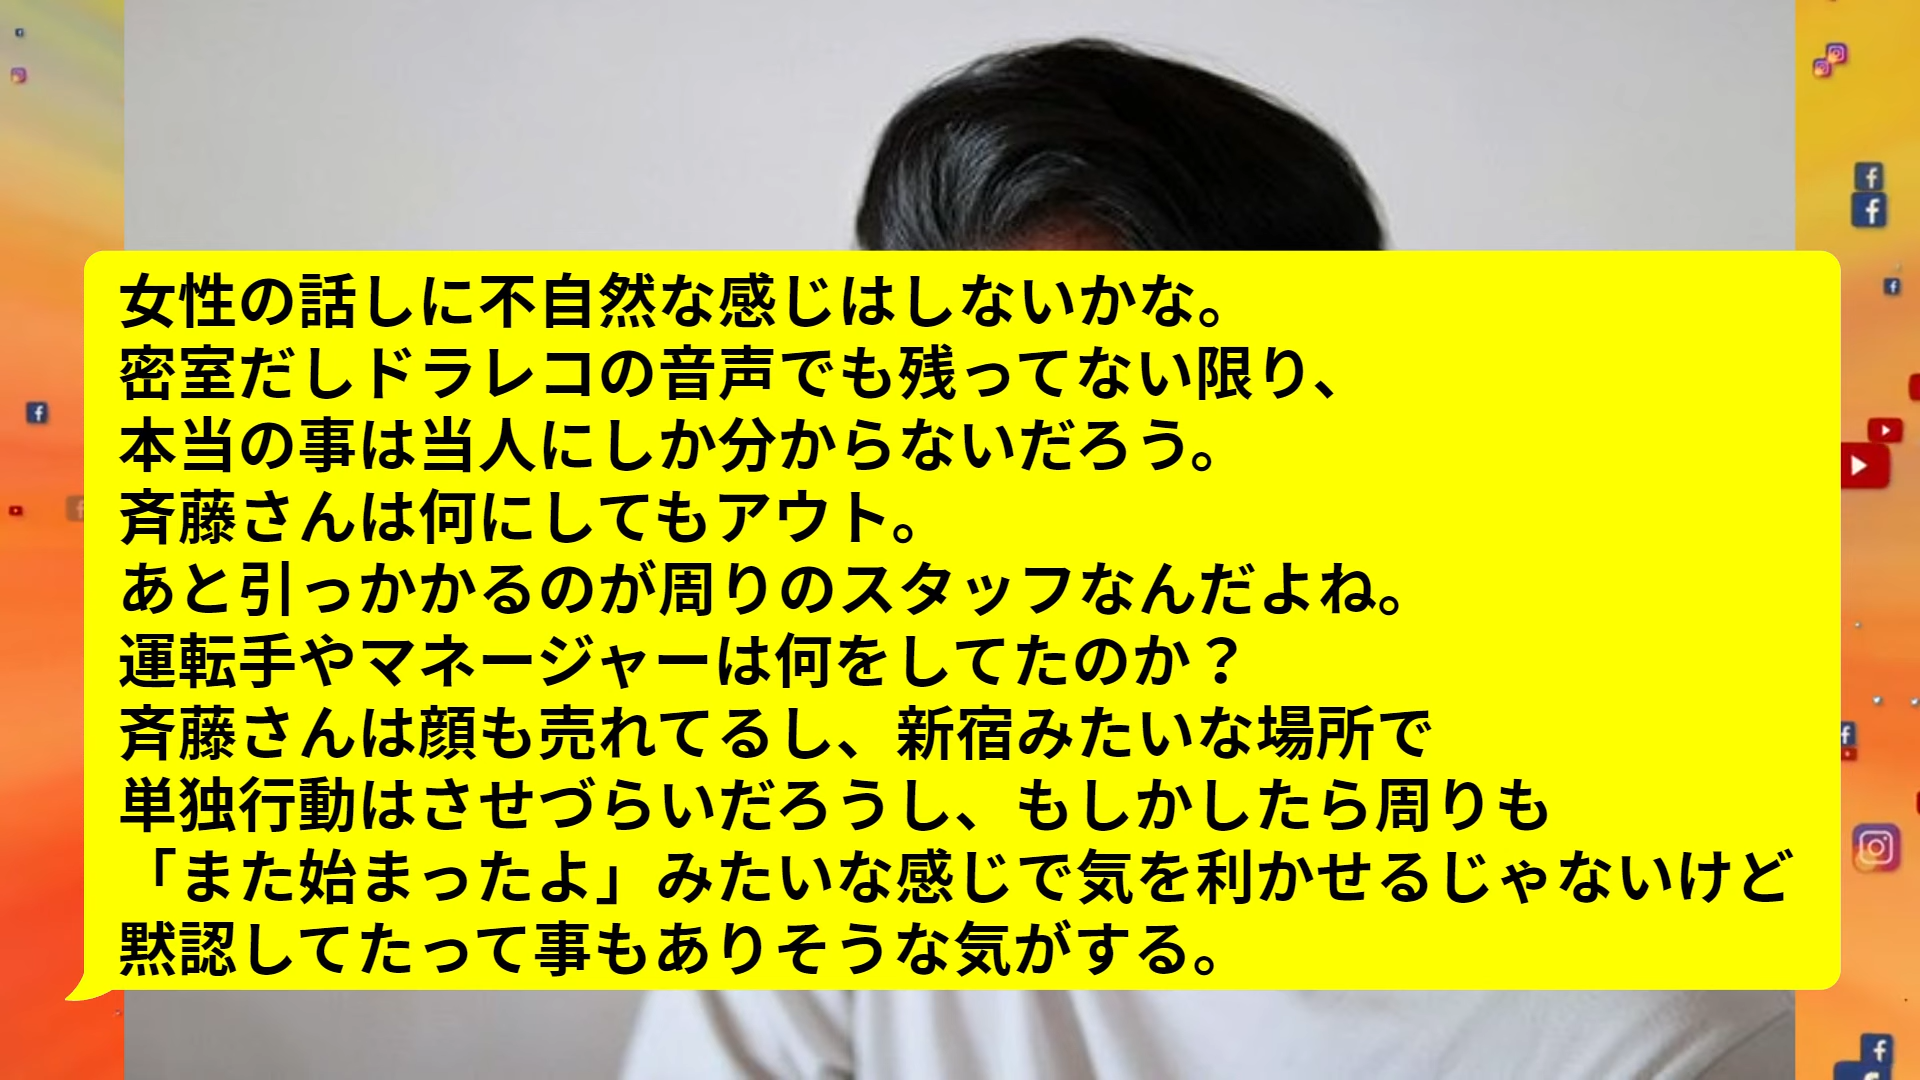 女性の話しに不自然な感じはしないかな。
密室だしドラレコの音声でも残ってない限り、
本当の事は当人にしか分からないだろう。
斉藤さんは何にしてもアウト。
あと引っかかるのが周りのスタッフなんだよね。
運転手やマネージャーは何をしてたのか？
斉藤さんは顔も売れてるし、新宿みたいな場所で
単独行動はさせづらいだろうし、もしかしたら周りも
「また始まったよ」みたいな感じで気を利かせるじゃないけど
黙認してたって事もありそうな気がする。